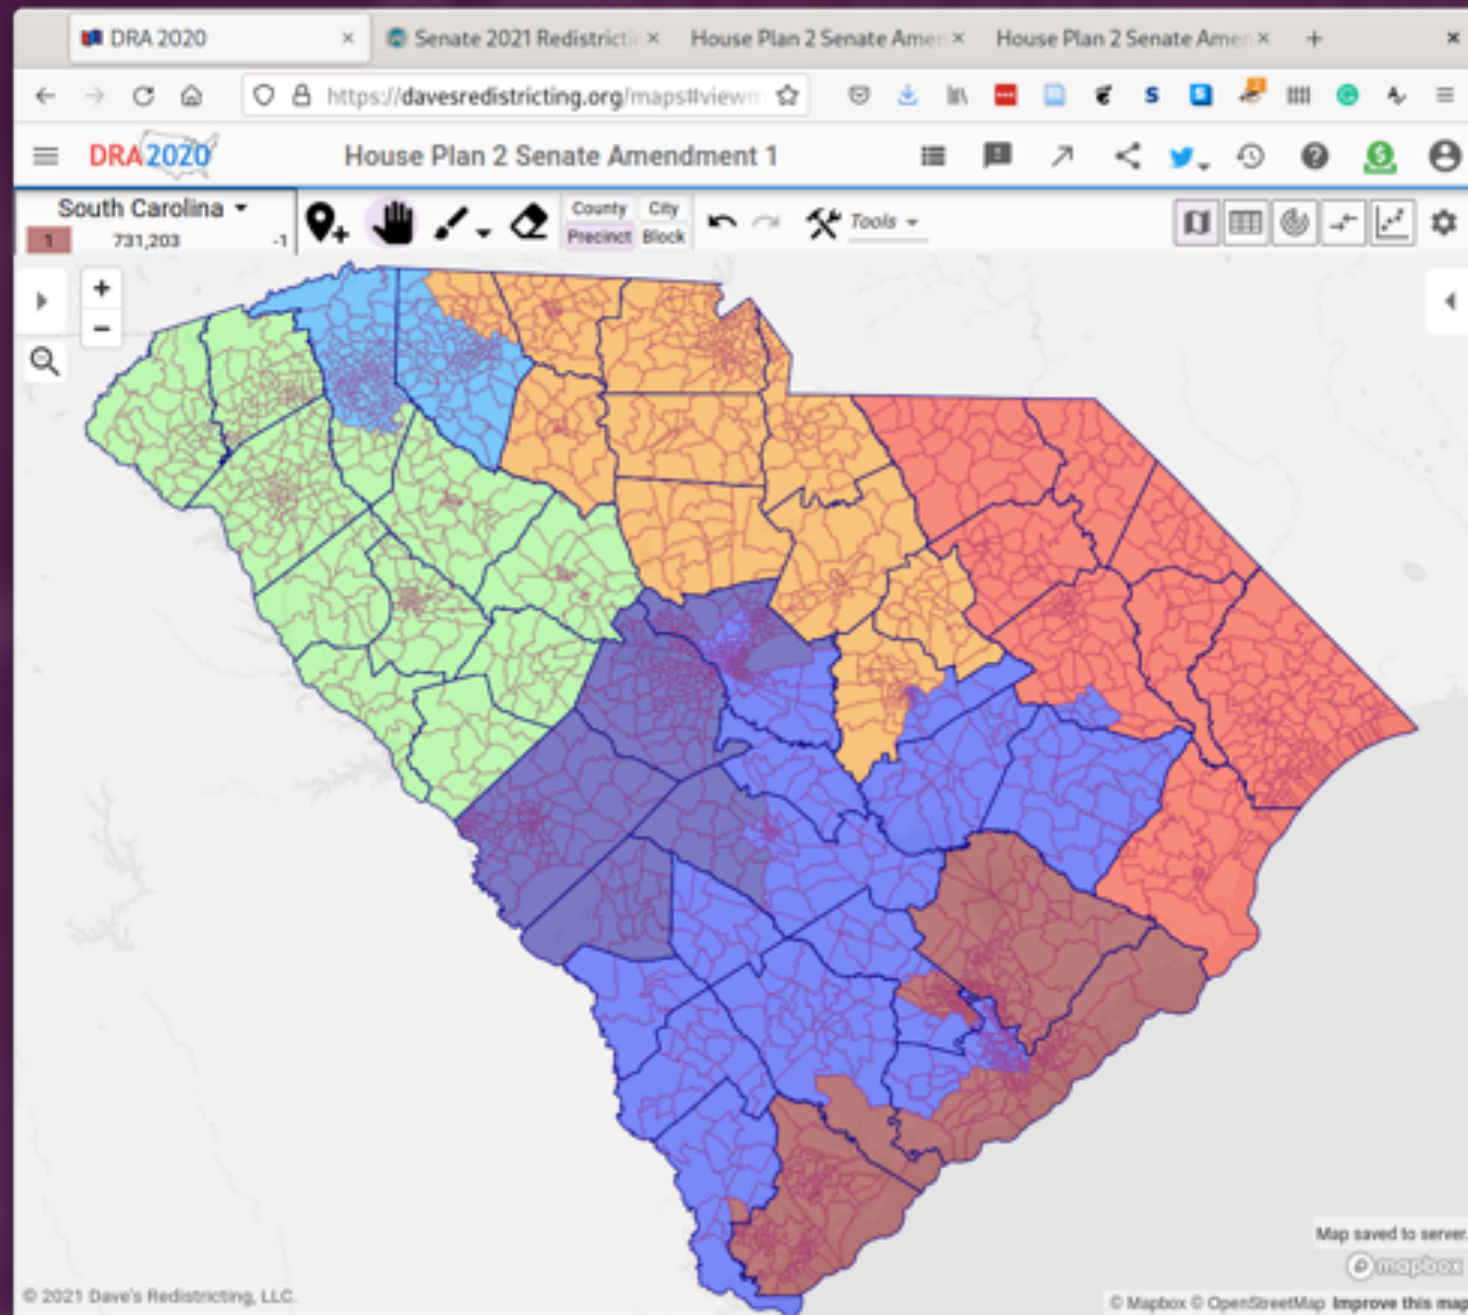 DRA 2020 × Senate 2021 Redistrictin × House Plan 2 Senate Amen × House Plan 2 Senate Amen × +
https://davesredistricting.org/maps#viewm
DRA2020 House Plan 2 Senate Amendment 1
South Carolina
1 731,203 -1
County City
Precinct Block
Tools
+
−
Map saved to server.
mapbox
© 2021 Dave's Redistricting, LLC.
© Mapbox © OpenStreetMap Improve this map